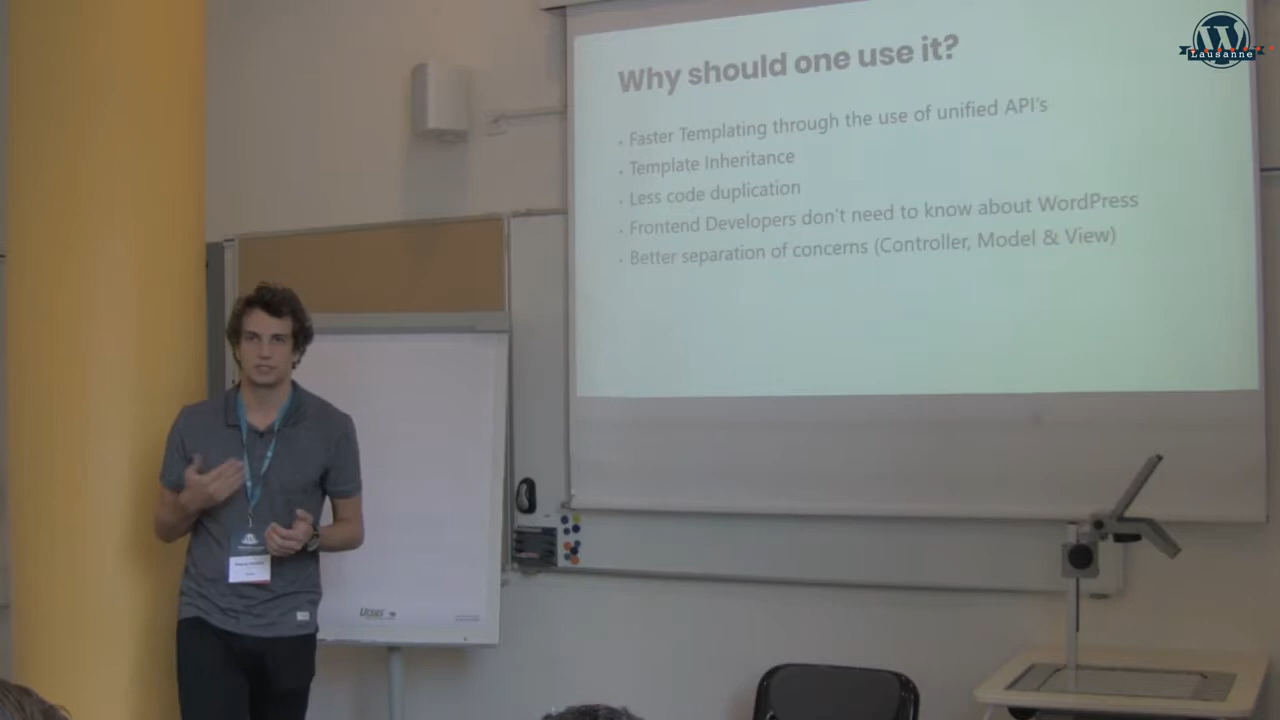 Why should one use it?
• Faster Templating through the use of unified API's
• Template Inheritance
• Less code duplication
• Frontend Developers don't need to know about WordPress
• Better separation of concerns (Controller, Model & View)
Lausanne